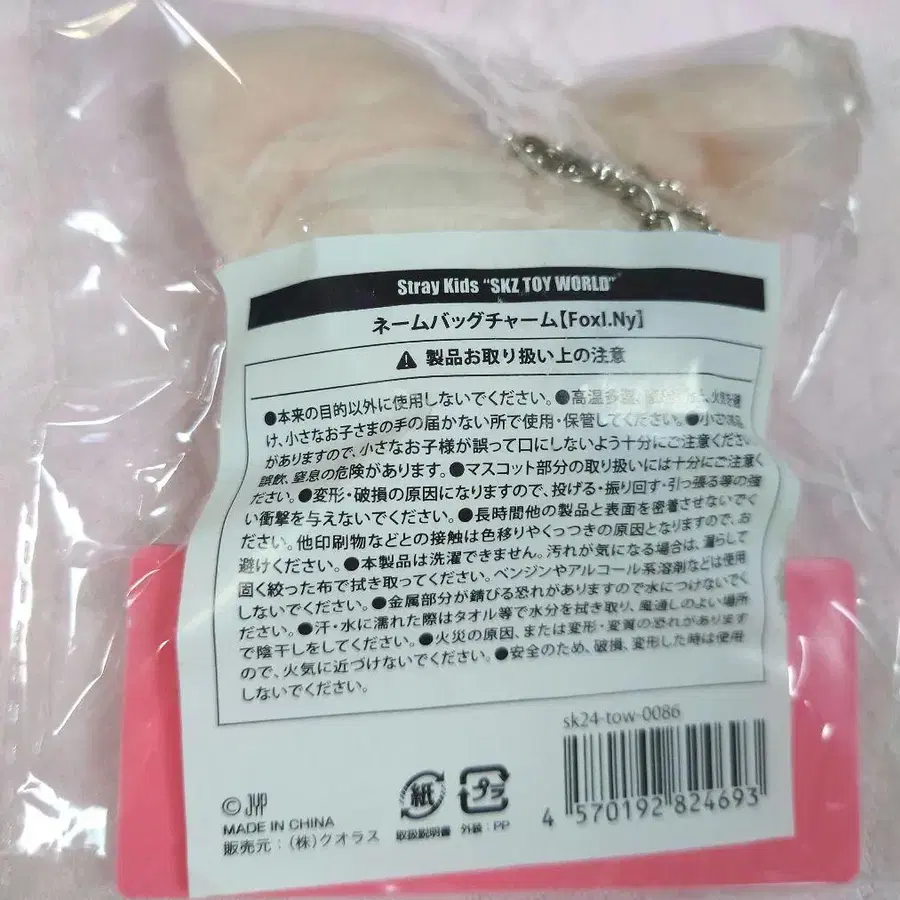 Stray Kids "SKZ TOY WORLD"
ネームバッグチャーム【FoxI.Ny】
製品お取り扱い上の注意
●本来の目的以外に使用しないでください。●高温多湿、
け、小さなお子さまの手の届かない所で使用・保管してください。●小さな
がありますので、小さなお子様が誤って口にしないよう十分にご注意ください
誤飲、窒息の危険があります。●マスコット部分の取り扱いには十分にご注意く
ださい。●変形・破損の原因になりますので、投げる・振り回す・引っ張る等の強
い衝撃を与えないでください。●長時間他の製品と表面を密着させないでく
ださい。他印刷物などとの接触は色移りやくっつきの原因となりますので、お
避けください。●本製品は洗濯できません。汚れが気になる場合は、濡らして
固く絞った布で拭き取ってください。ベンジンやアルコール系溶剤などは使用
しないでください。●金属部分が錆びる恐れがありますので水につけないでく
ださい。●汗・水に濡れた際はタオル等で水分を拭き取り、風通しのよい場所
で陰干しをしてください。●火災の原因、または変形・変質の恐れがあります
ので、火気に近づけないでください。●安全のため、破損、変形した時は使用
しないでください。
sk24-tow-0086
4 570192 824693
© JYP
MADE IN CHINA
販売元：(株)クオラス
紙
取扱説明書
プラ
外装：PP